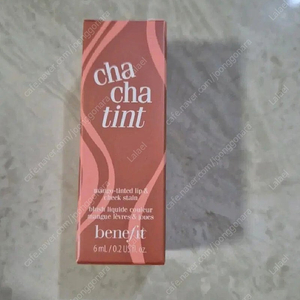 cha
cha
tint
mango-tinted lip &
cheek stain
blush liquide couleur
mangue lèvres & joues
benefit
6 mL / 0.2 US fl. oz.